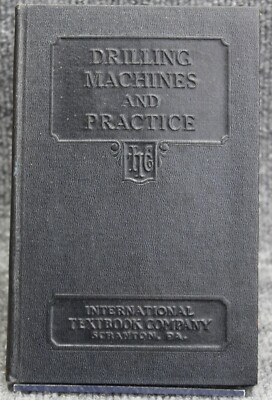 DRILLING
MACHINES
AND
PRACTICE
ITC
INTERNATIONAL
TEXTBOOK COMPANY
SCRANTON, PA.